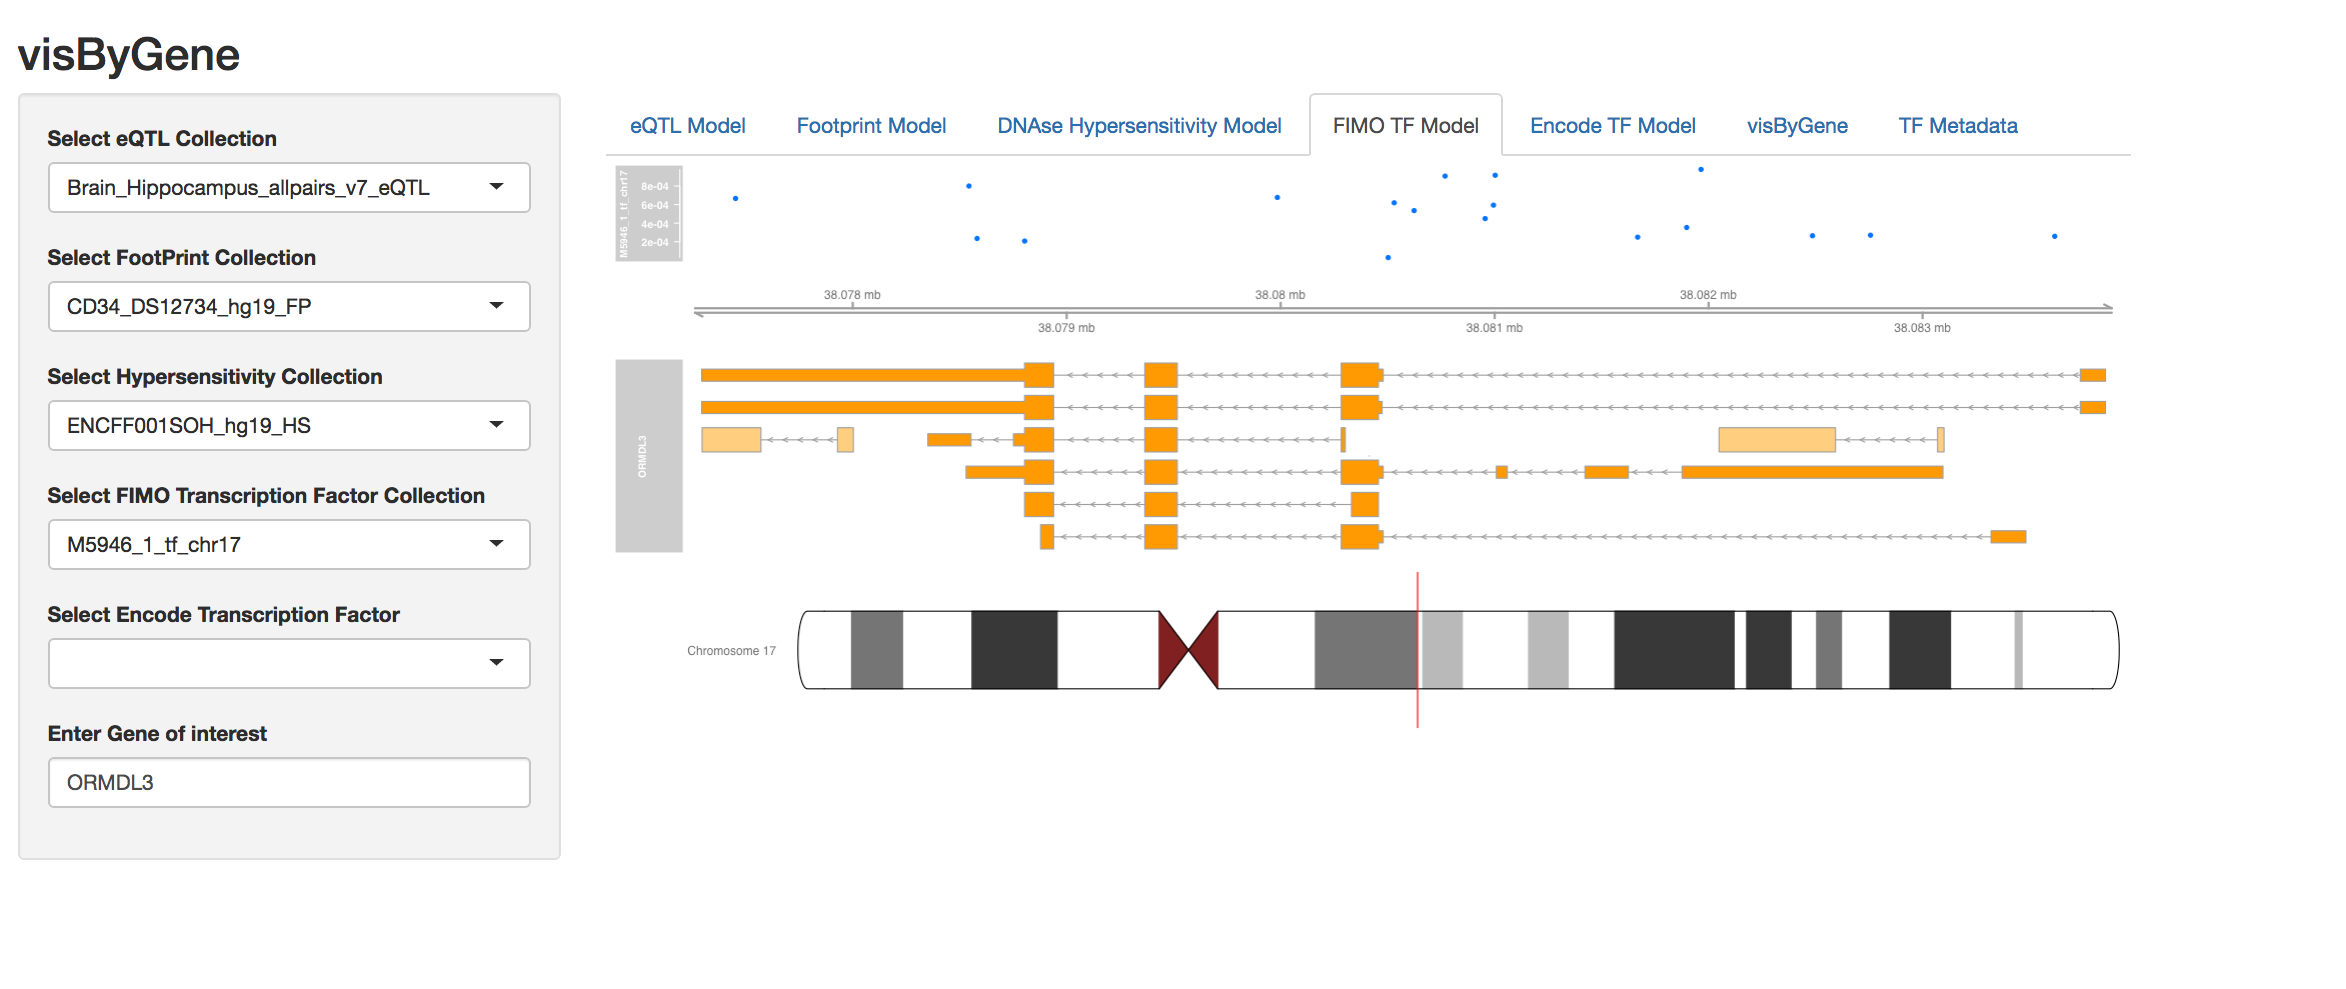 visByGene
Select eQTL Collection
Brain_Hippocampus_allpairs_v7_eQTL
Select FootPrint Collection
CD34_DS12734_hg19_FP
Select Hypersensitivity Collection
ENCFF001SOH_hg19_HS
Select FIMO Transcription Factor Collection
M5946_1_tf_chr17
Select Encode Transcription Factor
Enter Gene of interest
ORMDL3
eQTL Model Footprint Model DNAse Hypersensitivity Model FIMO TF Model Encode TF Model visByGene TF Metadata
M5946_1_tf_chr17
8e-04
6e-04
4e-04
2e-04
38.078 mb 38.08 mb 38.082 mb
38.079 mb 38.081 mb 38.083 mb
ORMDL3
Chromosome 17